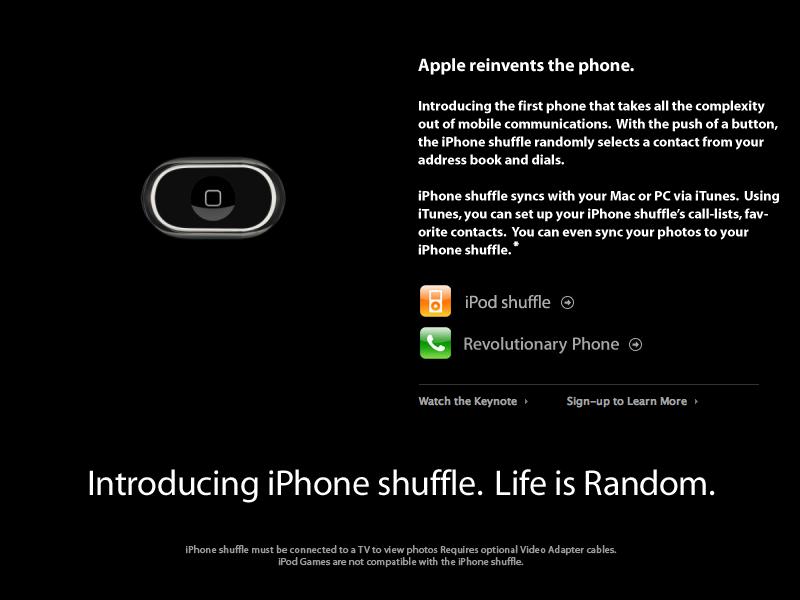 Apple reinvents the phone.
Introducing the first phone that takes all the complexity
out of mobile communications. With the push of a button,
the iPhone shuffle randomly selects a contact from your
address book and dials.
iPhone shuffle syncs with your Mac or PC via iTunes. Using
iTunes, you can set up your iPhone shuffle's call-lists, fav-
orite contacts. You can even sync your photos to your
iPhone shuffle.*
iPod shuffle
Revolutionary Phone
Watch the Keynote
Sign-up to Learn More
Introducing iPhone shuffle. Life is Random.
iPhone shuffle must be connected to a TV to view photos Requires optional Video Adapter cables.
iPod Games are not compatible with the iPhone shuffle.